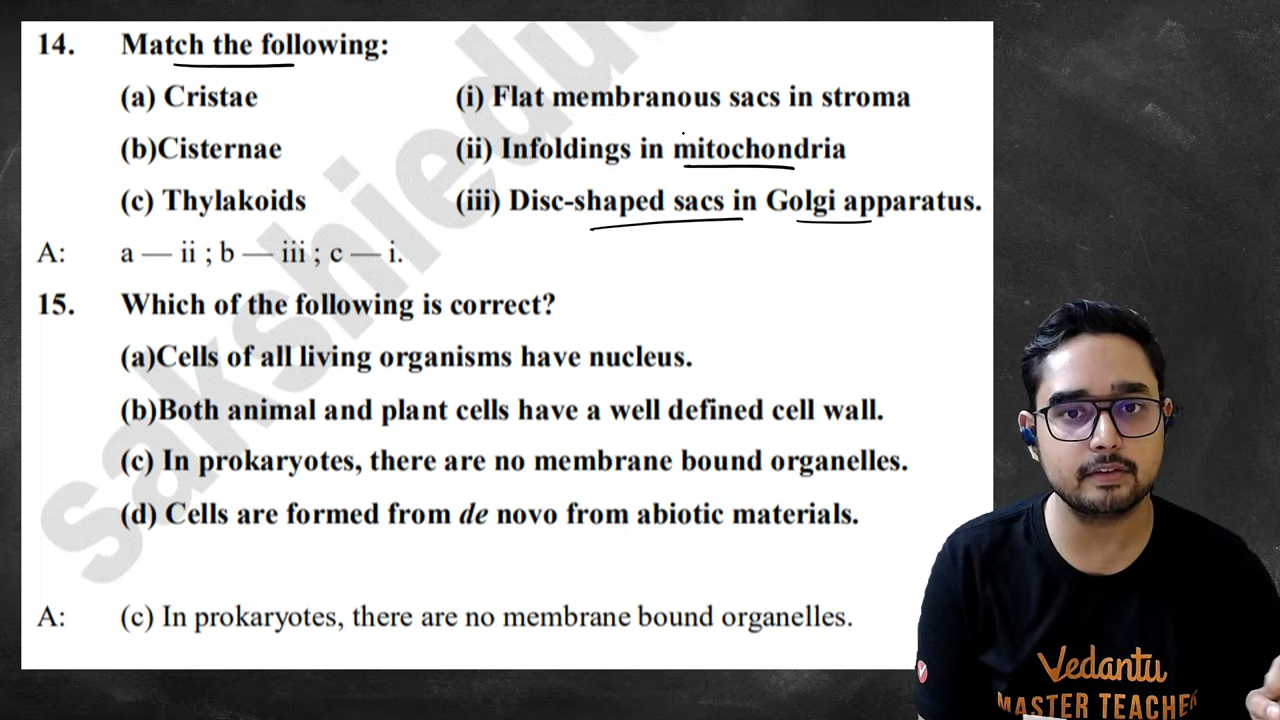 14. Match the following:
(a) Cristae (i) Flat membranous sacs in stroma
(b)Cisternae (ii) Infoldings in mitochondria
(c) Thylakoids (iii) Disc-shaped sacs in Golgi apparatus.
A: a — ii ; b — iii ; c — i.
15. Which of the following is correct?
(a)Cells of all living organisms have nucleus.
(b)Both animal and plant cells have a well defined cell wall.
(c) In prokaryotes, there are no membrane bound organelles.
(d) Cells are formed from de novo from abiotic materials.
A: (c) In prokaryotes, there are no membrane bound organelles.
sakshieduc
Vedantu
MASTER TEACHER